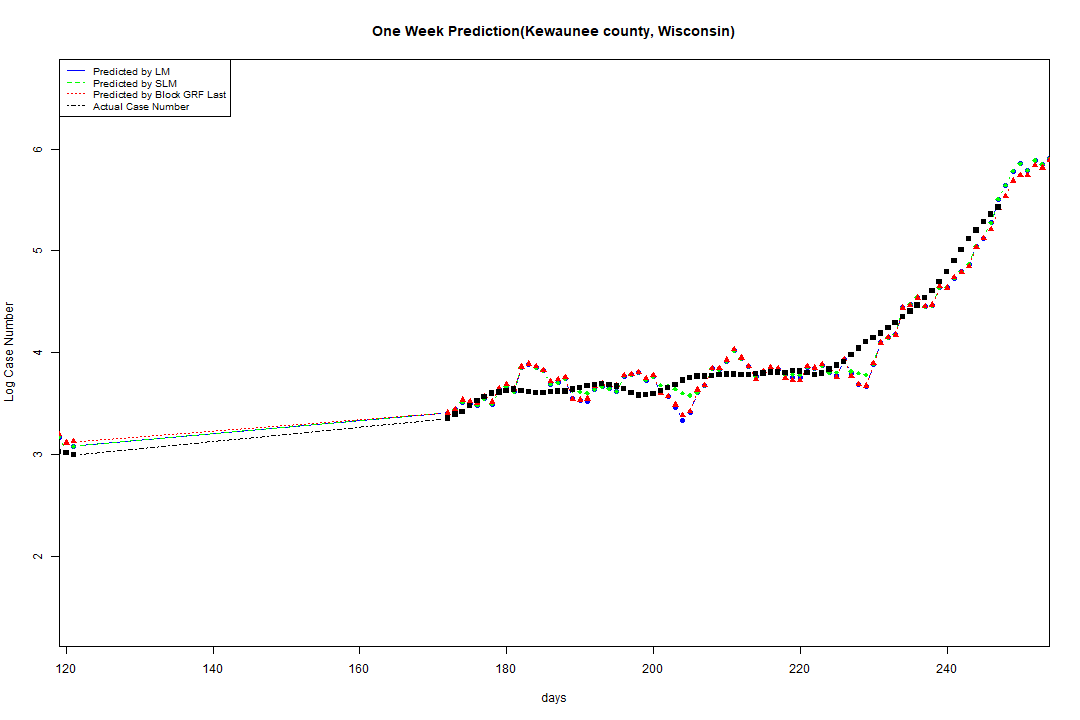 One Week Prediction(Kewaunee county, Wisconsin)
Predicted by LM
Predicted by SLM
Predicted by Block GRF Last
Actual Case Number
Log Case Number
6
5
4
3
2
120 140 160 180 200 220 240
days